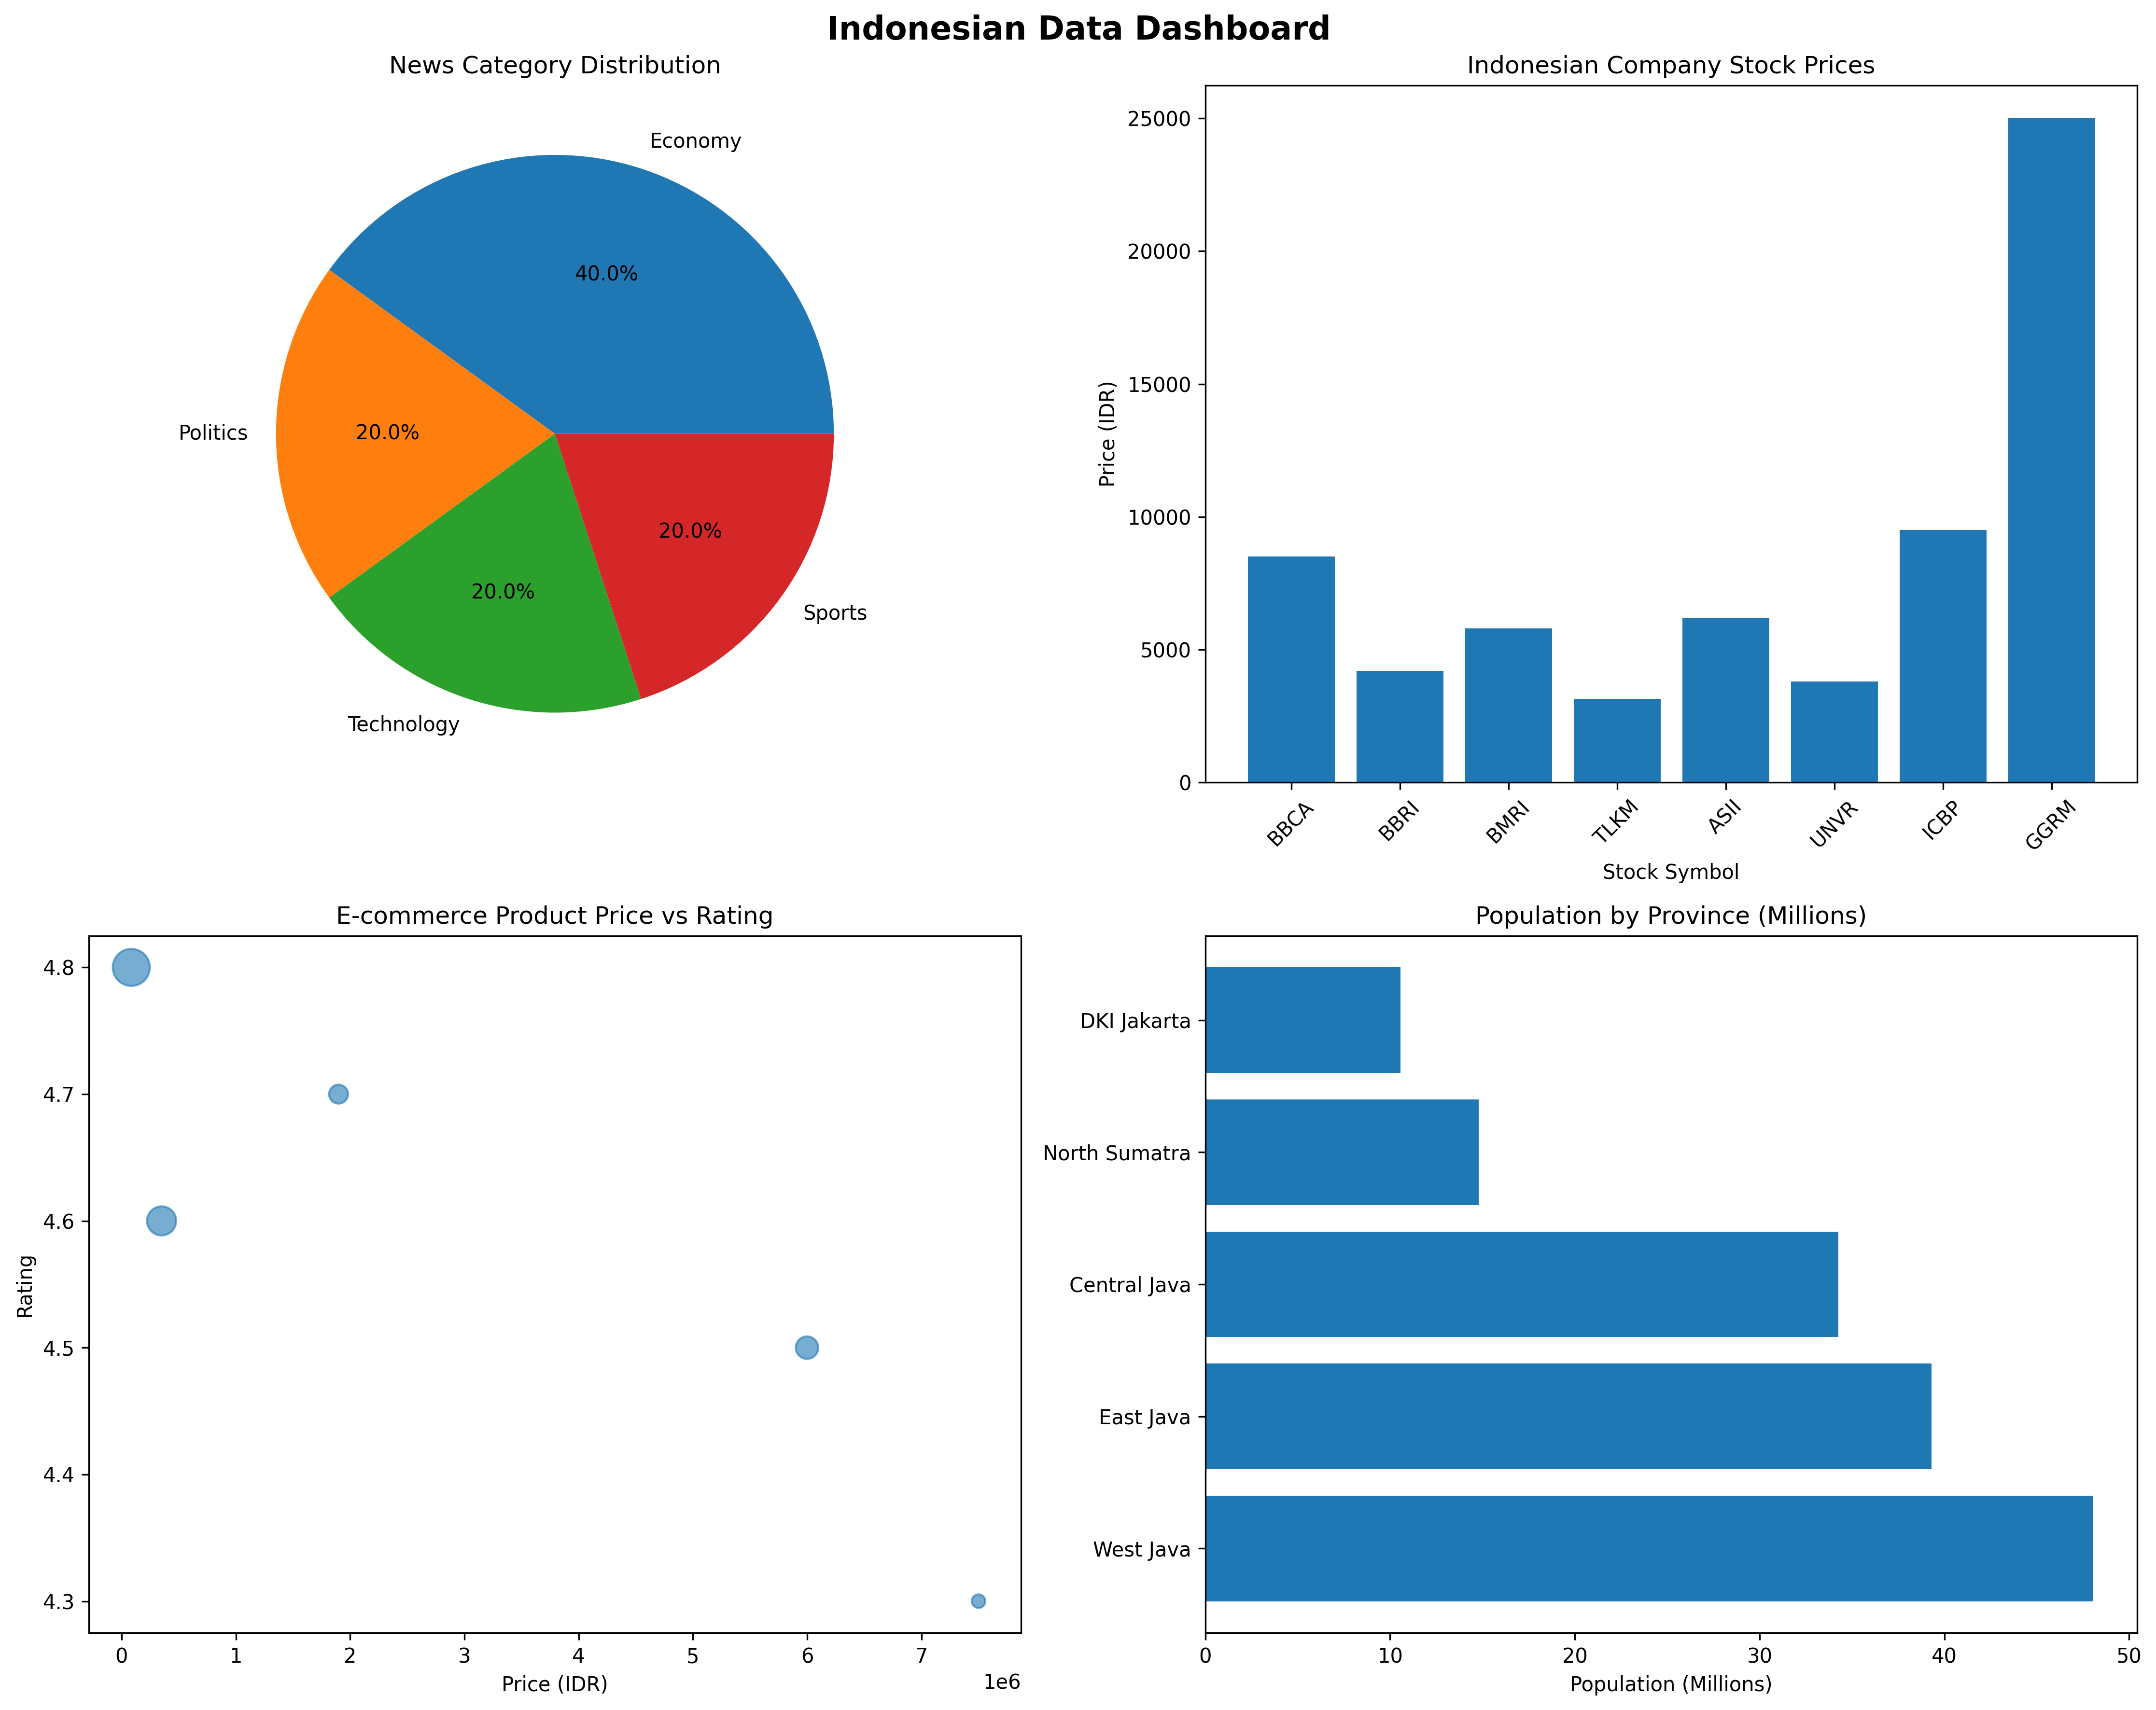 Indonesian Data Dashboard
News Category Distribution
Economy
40.0%
Politics
20.0%
20.0%
Technology
20.0%
Sports
Indonesian Company Stock Prices
25000
20000
15000
10000
5000
0
Price (IDR)
BBCA
BBRI
BMRI
TLKM
ASII
UNVR
ICBP
GGRM
Stock Symbol
E-commerce Product Price vs Rating
4.8
4.7
4.6
4.5
4.4
4.3
Rating
0 1 2 3 4 5 6 7
1e6
Price (IDR)
Population by Province (Millions)
DKI Jakarta
North Sumatra
Central Java
East Java
West Java
0 10 20 30 40 50
Population (Millions)